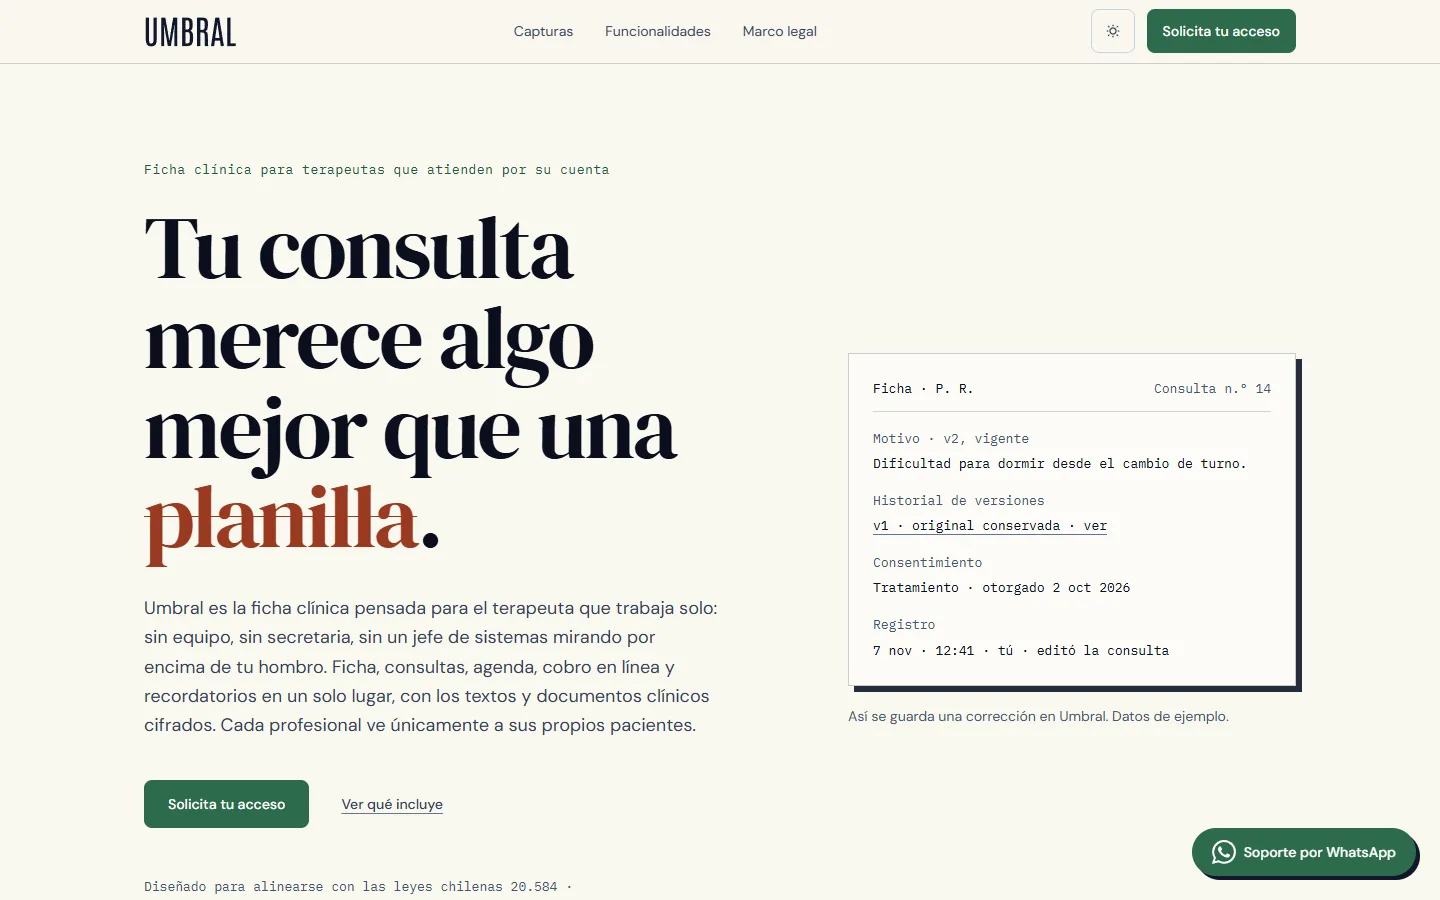 UMBRAL
Capturas
Funcionalidades
Marco legal
Solicita tu acceso
Ficha clínica para terapeutas que atienden por su cuenta
Tu consulta
merece algo
mejor que una
planilla.
Umbral es la ficha clínica pensada para el terapeuta que trabaja solo:
sin equipo, sin secretaria, sin un jefe de sistemas mirando por
encima de tu hombro. Ficha, consultas, agenda, cobro en línea y
recordatorios en un solo lugar, con los textos y documentos clínicos
cifrados. Cada profesional ve únicamente a sus propios pacientes.
Solicita tu acceso
Ver qué incluye
Diseñado para alinearse con las leyes chilenas 20.584 ·
Ficha · P. R.
Consulta n.° 14
Motivo · v2, vigente
Dificultad para dormir desde el cambio de turno.
Historial de versiones
v1 · original conservada · ver
Consentimiento
Tratamiento · otorgado 2 oct 2026
Registro
7 nov · 12:41 · tú · editó la consulta
Así se guarda una corrección en Umbral. Datos de ejemplo.
Soporte por WhatsApp